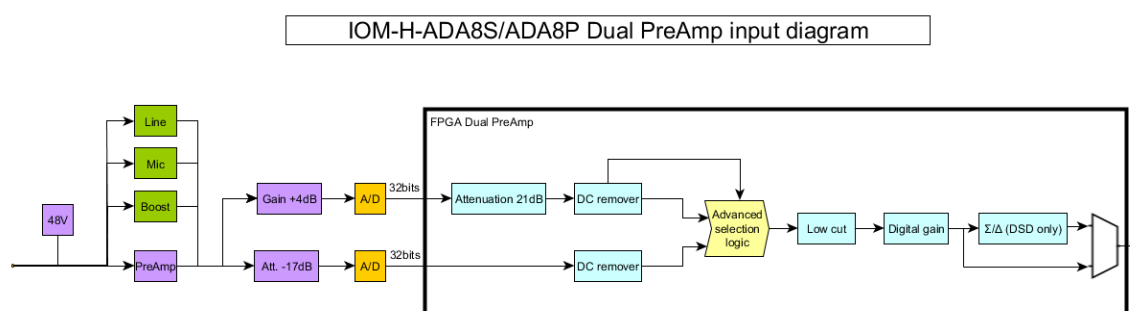 IOM-H-ADA8S/ADA8P Dual PreAmp input diagram
FPGA Dual PreAmp
Line
Mic
Boost
48V
PreAmp
Gain +4dB
A/D
32bits
Attenuation 21dB
DC remover
Att. -17dB
A/D
32bits
DC remover
Advanced
selection
logic
Low cut
Digital gain
Σ/Δ (DSD only)